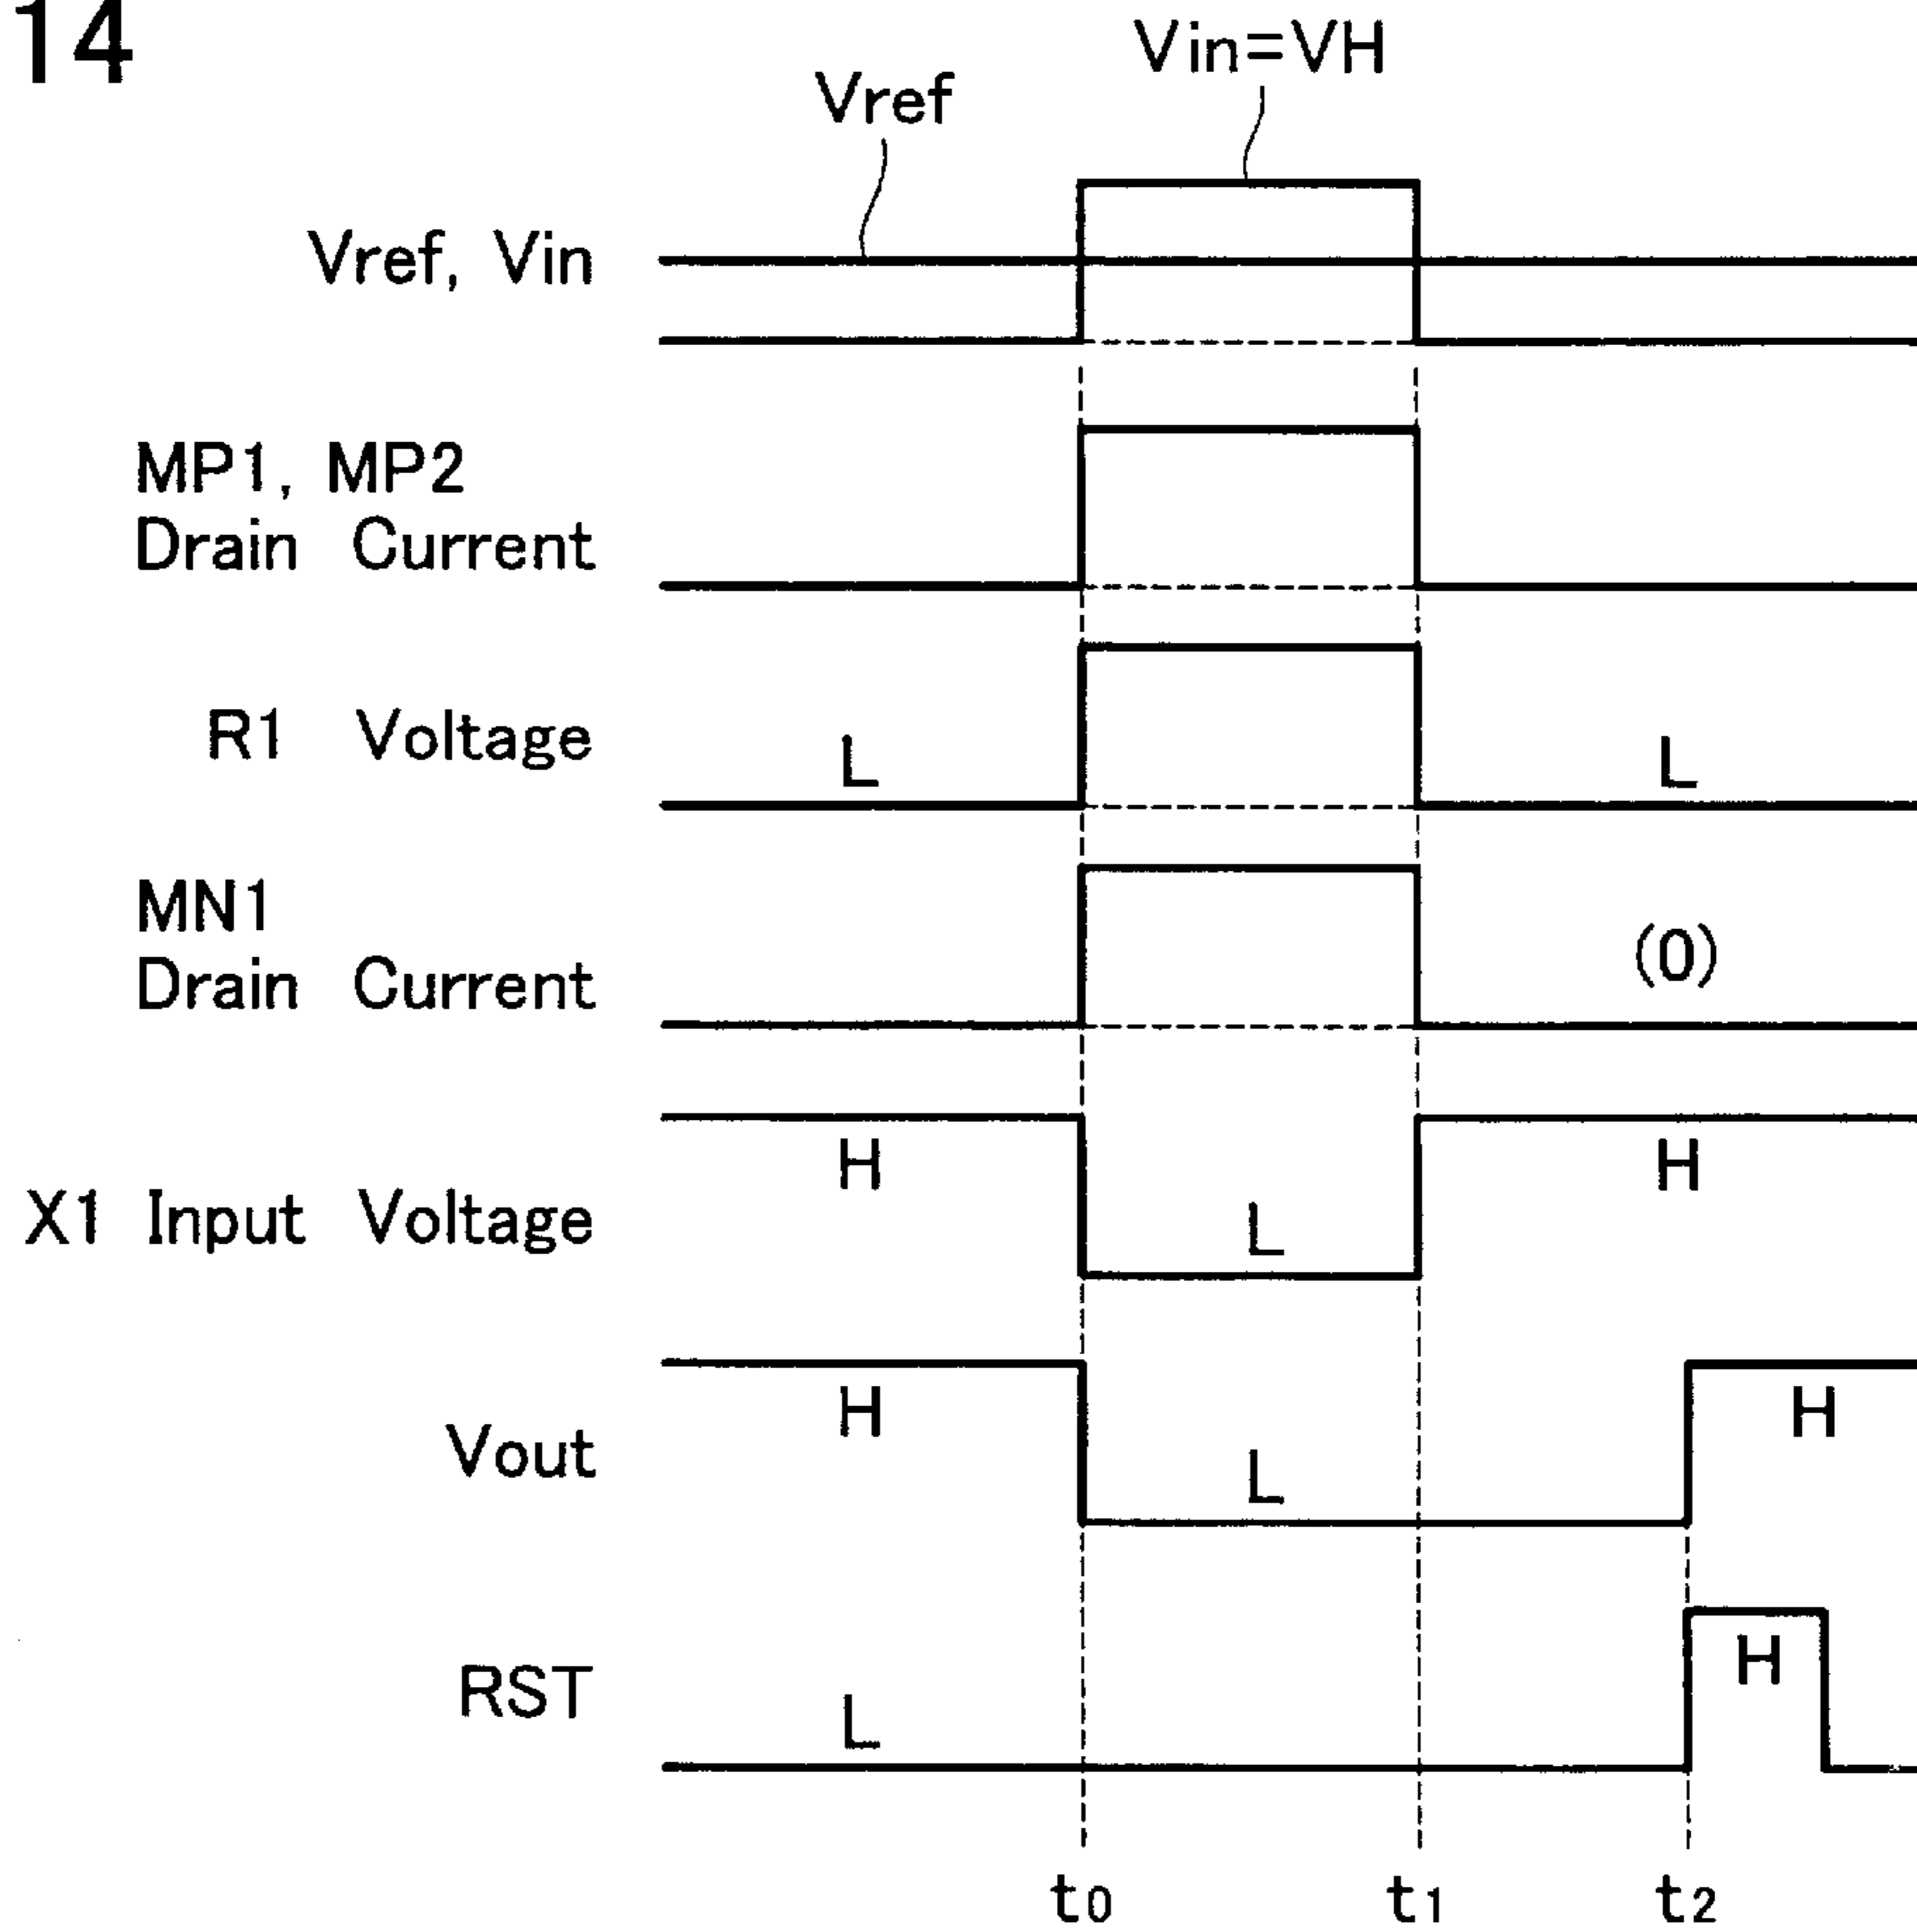 14
Vin=VH
Vref
Vref, Vin
MP1, MP2
Drain Current
R1 Voltage
L
L
MN1
Drain Current
(0)
H
H
X1 Input Voltage
L
H
H
Vout
L
H
RST
L
t0
t1
t2